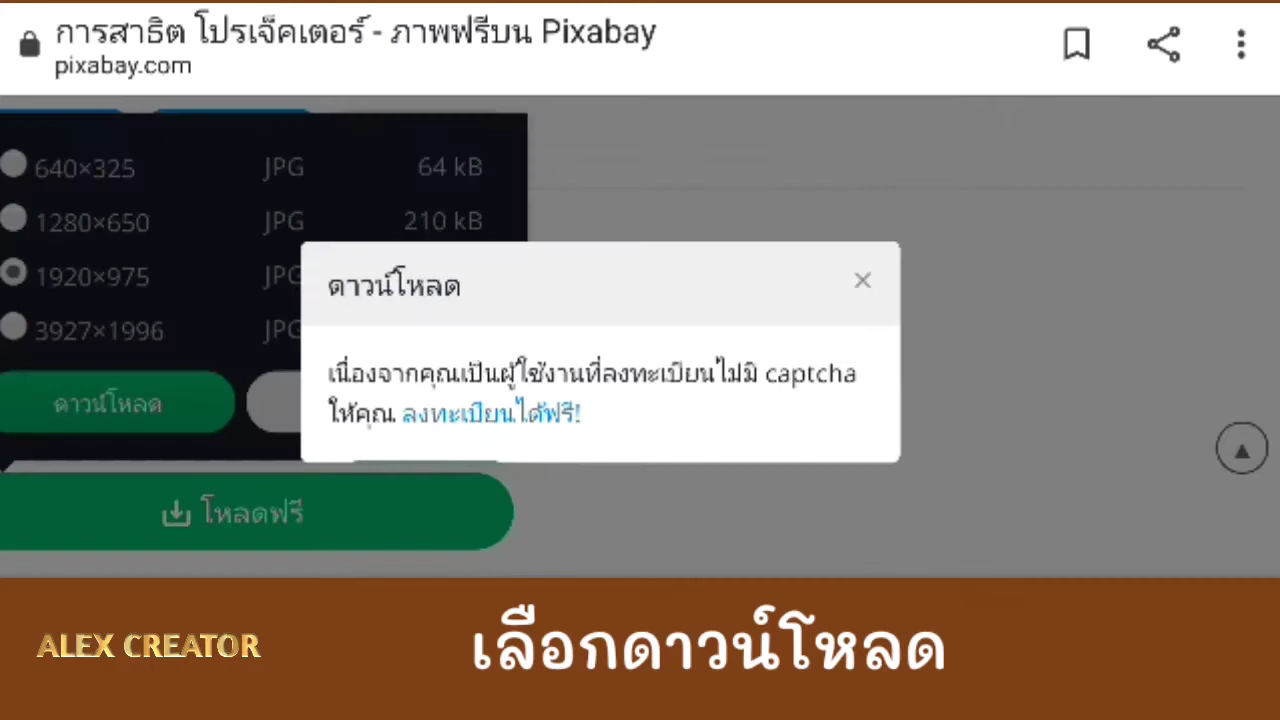 การสาธิต โปรเจ็คเตอร์ - ภาพฟรีบน Pixabay
pixabay.com
640×325 JPG 64 kB
1280×650 JPG 210 kB
1920×975 JPG
3927×1996 JPG
ดาวน์โหลด
ดาวน์โหลด
เนื่องจากคุณเป็นผู้ใช้งานที่ลงทะเบียนไม่มี captcha
ให้คุณ ลงทะเบียนได้ฟรี!
โหลดฟรี
ALEX CREATOR
เลือกดาวน์โหลด